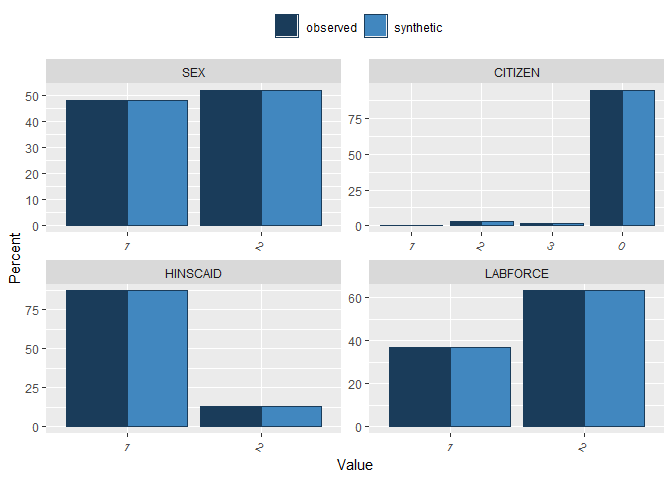 observed synthetic
SEX
CITIZEN
50
40
30
20
10
0
1 2
75
50
25
0
1 2 3 0
Percent
HINSCAID
LABFORCE
75
50
25
0
1 2
60
40
20
0
1 2
Value